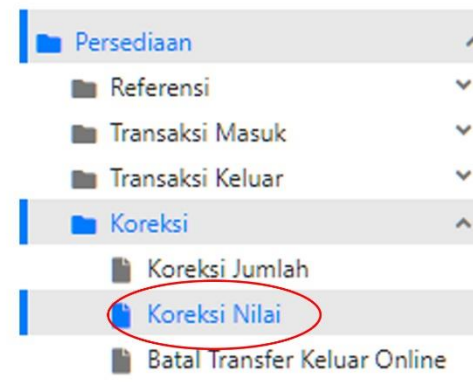 Persediaan
Referensi
Transaksi Masuk
Transaksi Keluar
Koreksi
Koreksi Jumlah
Koreksi Nilai
Batal Transfer Keluar Online